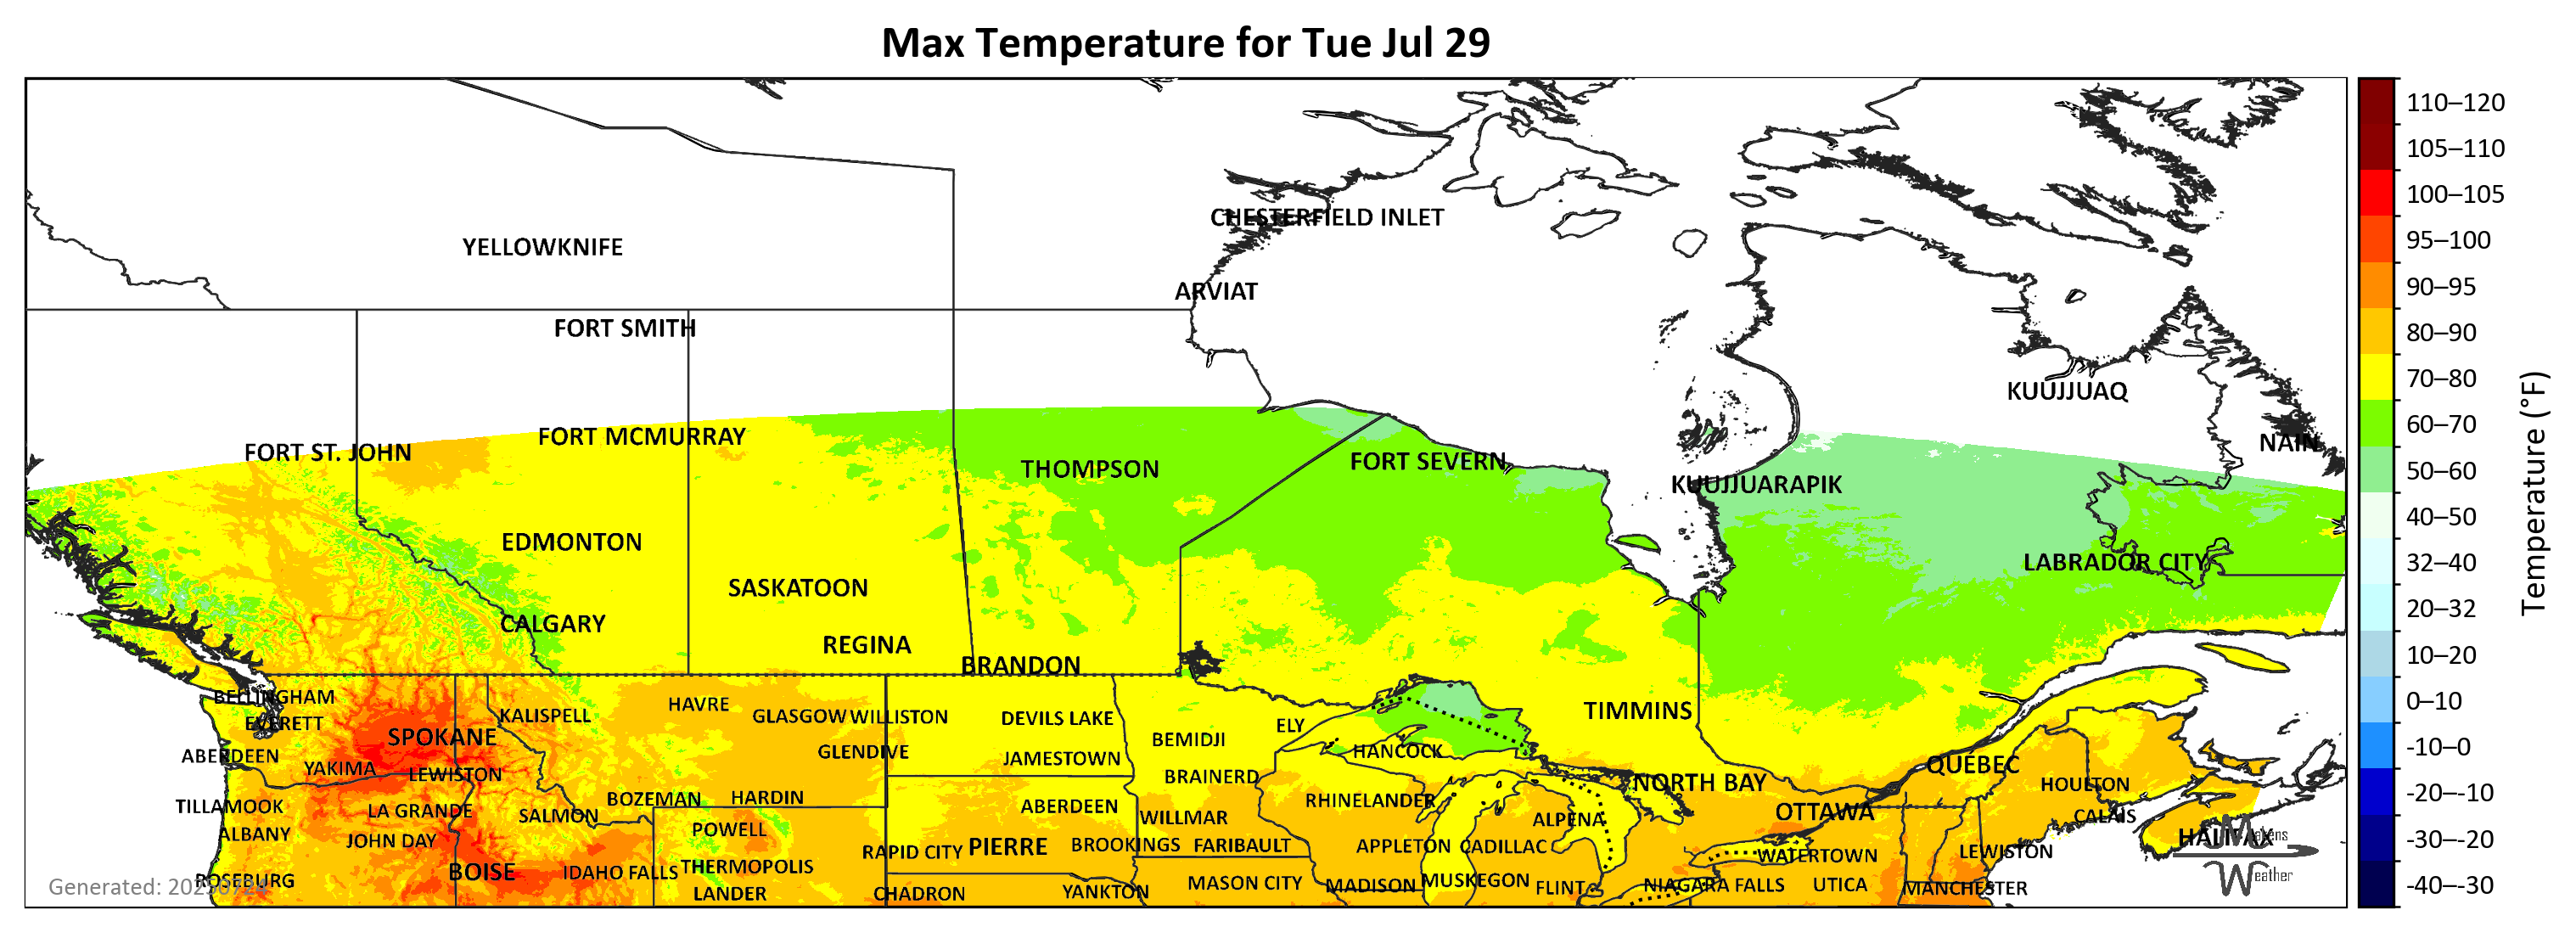 Max Temperature for Tue Jul 29
CHESTERFIELD INLET
YELLOWKNIFE
ARVIAT
FORT SMITH
KUUJJUAQ
FORT MCMURRAY
NAIN
FORT ST. JOHN
FORT SEVERN
THOMPSON
KUUJJUARAPIK
EDMONTON
LABRADOR CITY
SASKATOON
CALGARY
REGINA
BRANDON
BELLINGHAM
HAVRE
TIMMINS
KALISPELL
GLASGOW
WILLISTON
DEVILS LAKE
EVERETT
ELY
SPOKANE
BEMIDJI
HANCOCK
ABERDEEN
GLENDIVE
JAMESTOWN
QUÉBEC
YAKIMA
LEWISTON
BRAINERD
NORTH BAY
HOULTON
BOZEMAN
HARDIN
RHINELANDER
TILLAMOOK
LA GRANDE
SALMON
ABERDEEN
WILLMAR
ALPENA
OTTAWA
CALAIS
ALBANY
JOHN DAY
POWELL
HALIFAX
Makens
Weather
RAPID CITY
PIERRE
BROOKINGS
FARIBAULT
APPLETON
CADILLAC
WATERTOWN
LEWISTON
BOISE
IDAHO FALLS
THERMOPOLIS
ROSEBURG
MASON CITY
MADISON
MUSKEGON
FLINT
NIAGARA FALLS
UTICA
MANCHESTER
LANDER
CHADRON
YANKTON
Generated: 20250724
110–120
105–110
100–105
95–100
90–95
80–90
70–80
60–70
50–60
40–50
32–40
20–32
10–20
0–10
-10–0
-20–-10
-30–-20
-40–-30
Temperature (°F)